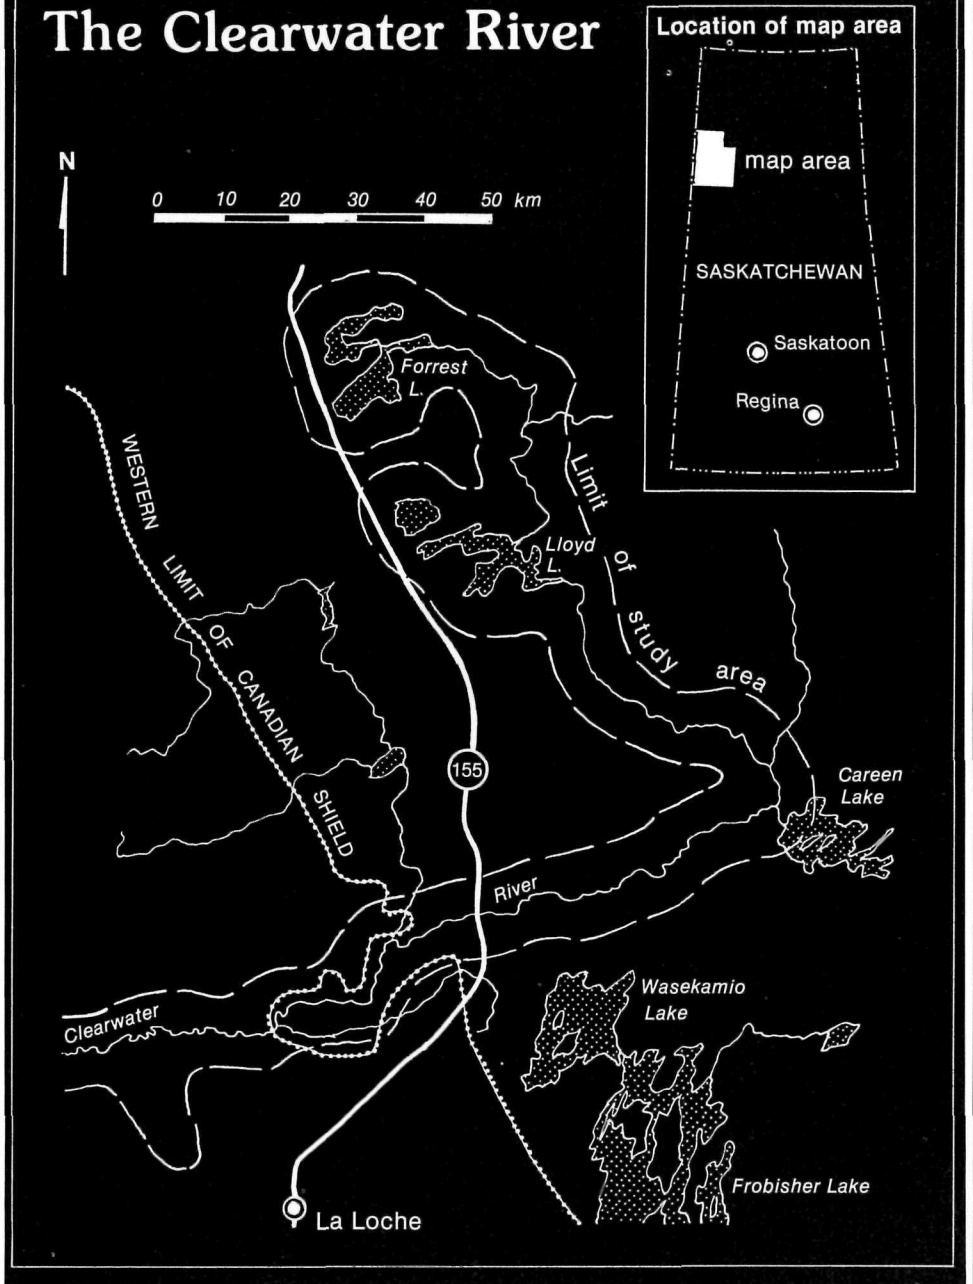 The Clearwater River
Location of map area
map area
SASKATCHEWAN
Saskatoon
Regina
N
0 10 20 30 40 50 km
Forrest
L.
Lloyd
L.
Limit of study area
WESTERN LIMIT OF CANADIAN SHIELD
155
Careen
Lake
River
Clearwater
Wasekamio
Lake
Frobisher Lake
La Loche